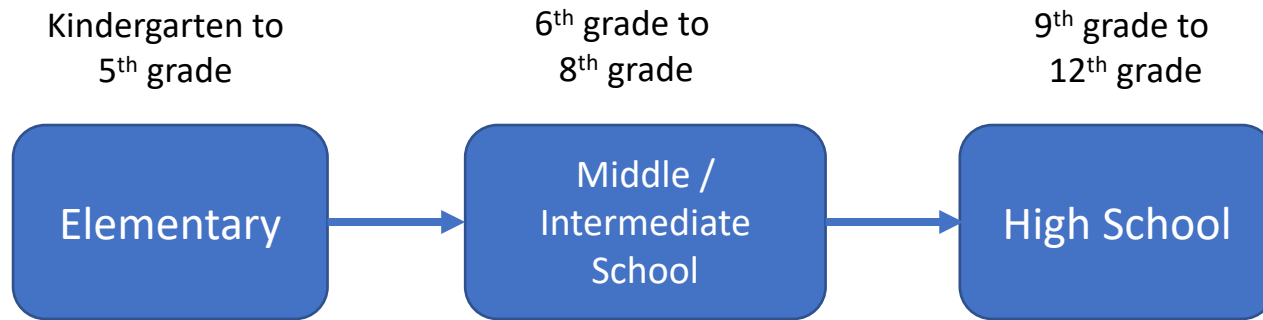 Kindergarten to
5th grade
6th grade to
8th grade
9th grade to
12th grade
Elementary
Middle /
Intermediate
School
High School